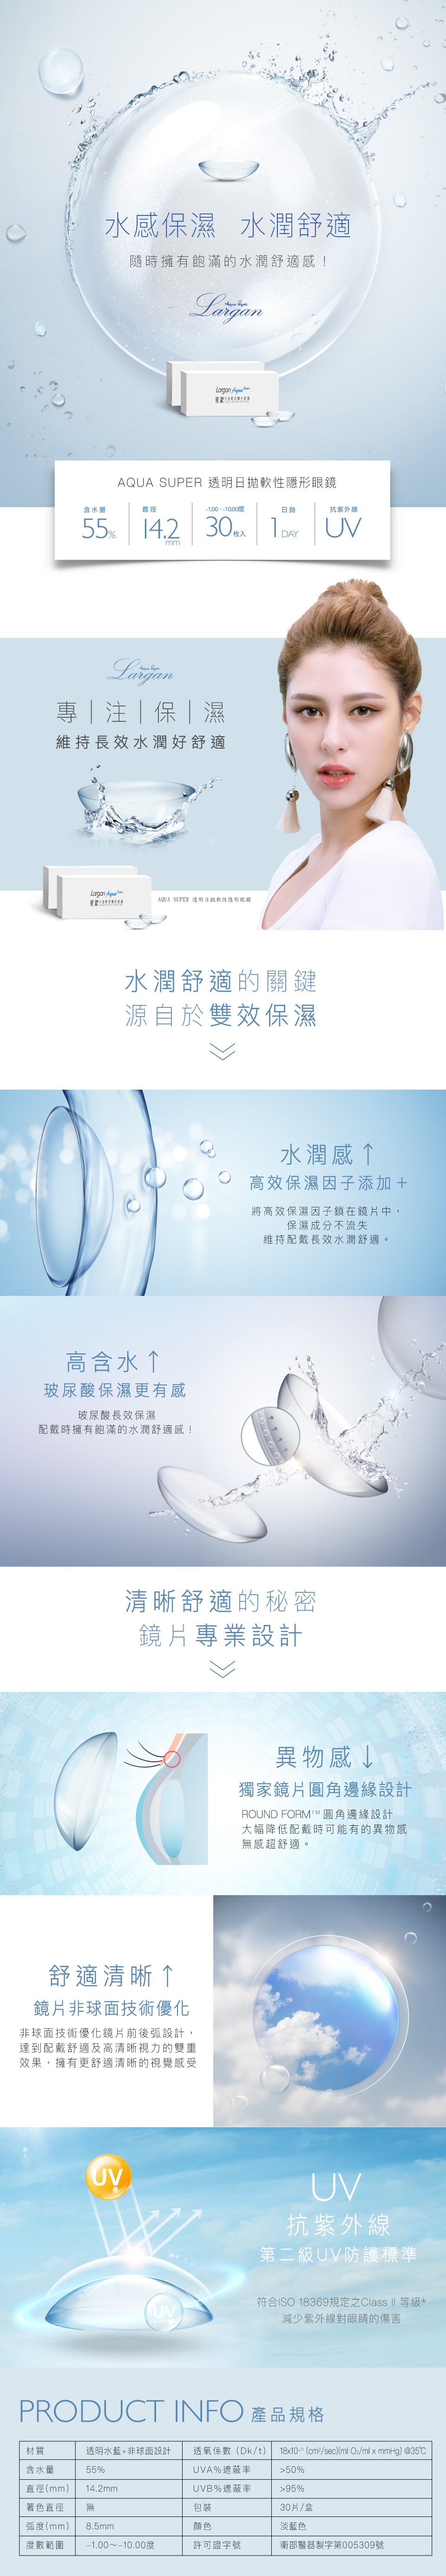 水感保濕 水潤舒適
隨時擁有飽滿的水潤舒適感！
Aqua Super
Largan
Largan Aqua Super
AQUA SUPER 透明日拋軟性隱形眼鏡
含水量
55%
直徑
14.2
mm
-1.00~-10.00度
30枚入
日拋
1 DAY
抗紫外線
UV
Aqua Super
Largan
專｜注｜保｜濕
維持長效水潤好舒適
Largan Aqua Super
AQUA SUPER 透明日拋軟性隱形眼鏡
水潤舒適的關鍵
源自於雙效保濕
水潤感↑
高效保濕因子添加＋
將高效保濕因子鎖在鏡片中，
保濕成分不流失
維持配戴長效水潤舒適。
高含水↑
玻尿酸保濕更有感
玻尿酸長效保濕
配戴時擁有飽滿的水潤舒適感！
清晰舒適的秘密
鏡片專業設計
異物感↓
獨家鏡片圓角邊緣設計
ROUND FORM™ 圓角邊緣設計
大幅降低配戴時可能有的異物感
無感超舒適。
舒適清晰↑
鏡片非球面技術優化
非球面技術優化鏡片前後弧設計，
達到配戴舒適及高清晰視力的雙重
效果，擁有更舒適清晰的視覺感受
UV
UV
UV
抗紫外線
第二級UV防護標準
符合ISO 18369規定之Class II 等級*
減少紫外線對眼睛的傷害
PRODUCT INFO 產品規格
材質 透明水藍+非球面設計 透氧係數 (Dk/t) 18x10⁻¹¹ (cm²/sec)(ml O₂/ml x mmHg) @35℃
含水量 55% UVA%遮蔽率 >50%
直徑(mm) 14.2mm UVB%遮蔽率 >95%
著色直徑 無 包裝 30片/盒
弧度(mm) 8.5mm 顏色 淡藍色
度數範圍 -1.00～-10.00度 許可證字號 衛部醫器製字第005309號